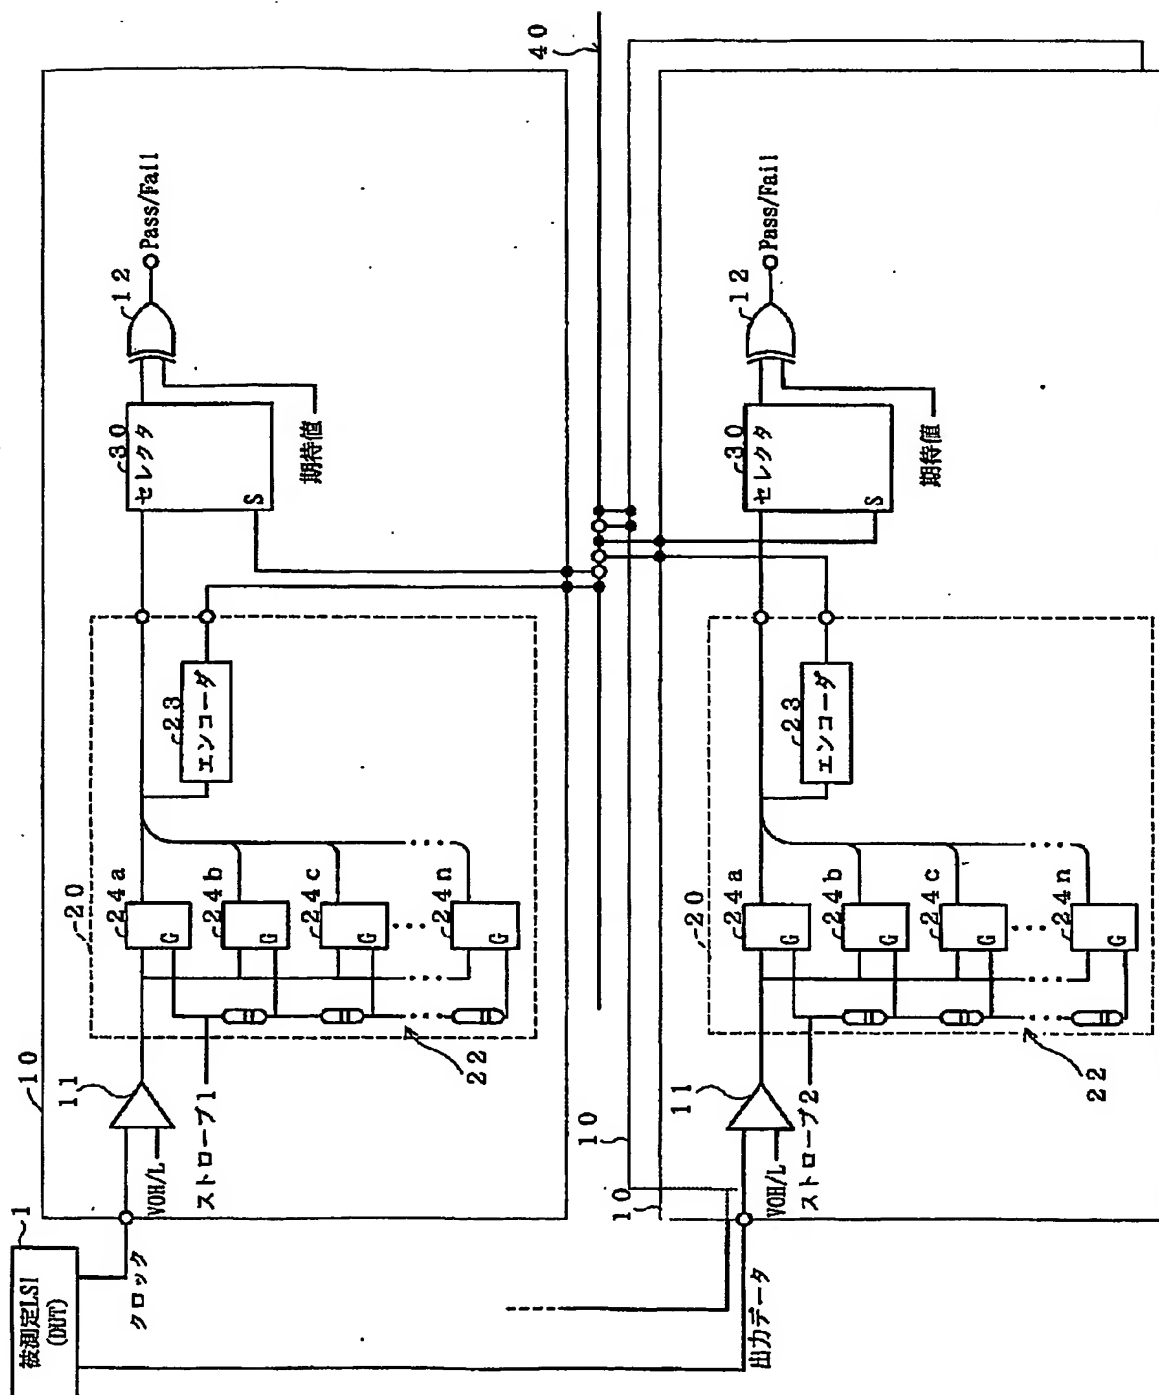 被測定LSI
(DUT)
1
クロック
10
11
VOH/L
ストローブ1
20
24a
G
24b
G
24c
G
24n
G
22
23
エンコーダ
30
セレクタ
S
期待値
12
Pass/Fail
40
10
10
出力データ
11
VOH/L
ストローブ2
20
24a
G
24b
G
24c
G
24n
G
22
23
エンコーダ
30
セレクタ
S
期待値
12
Pass/Fail